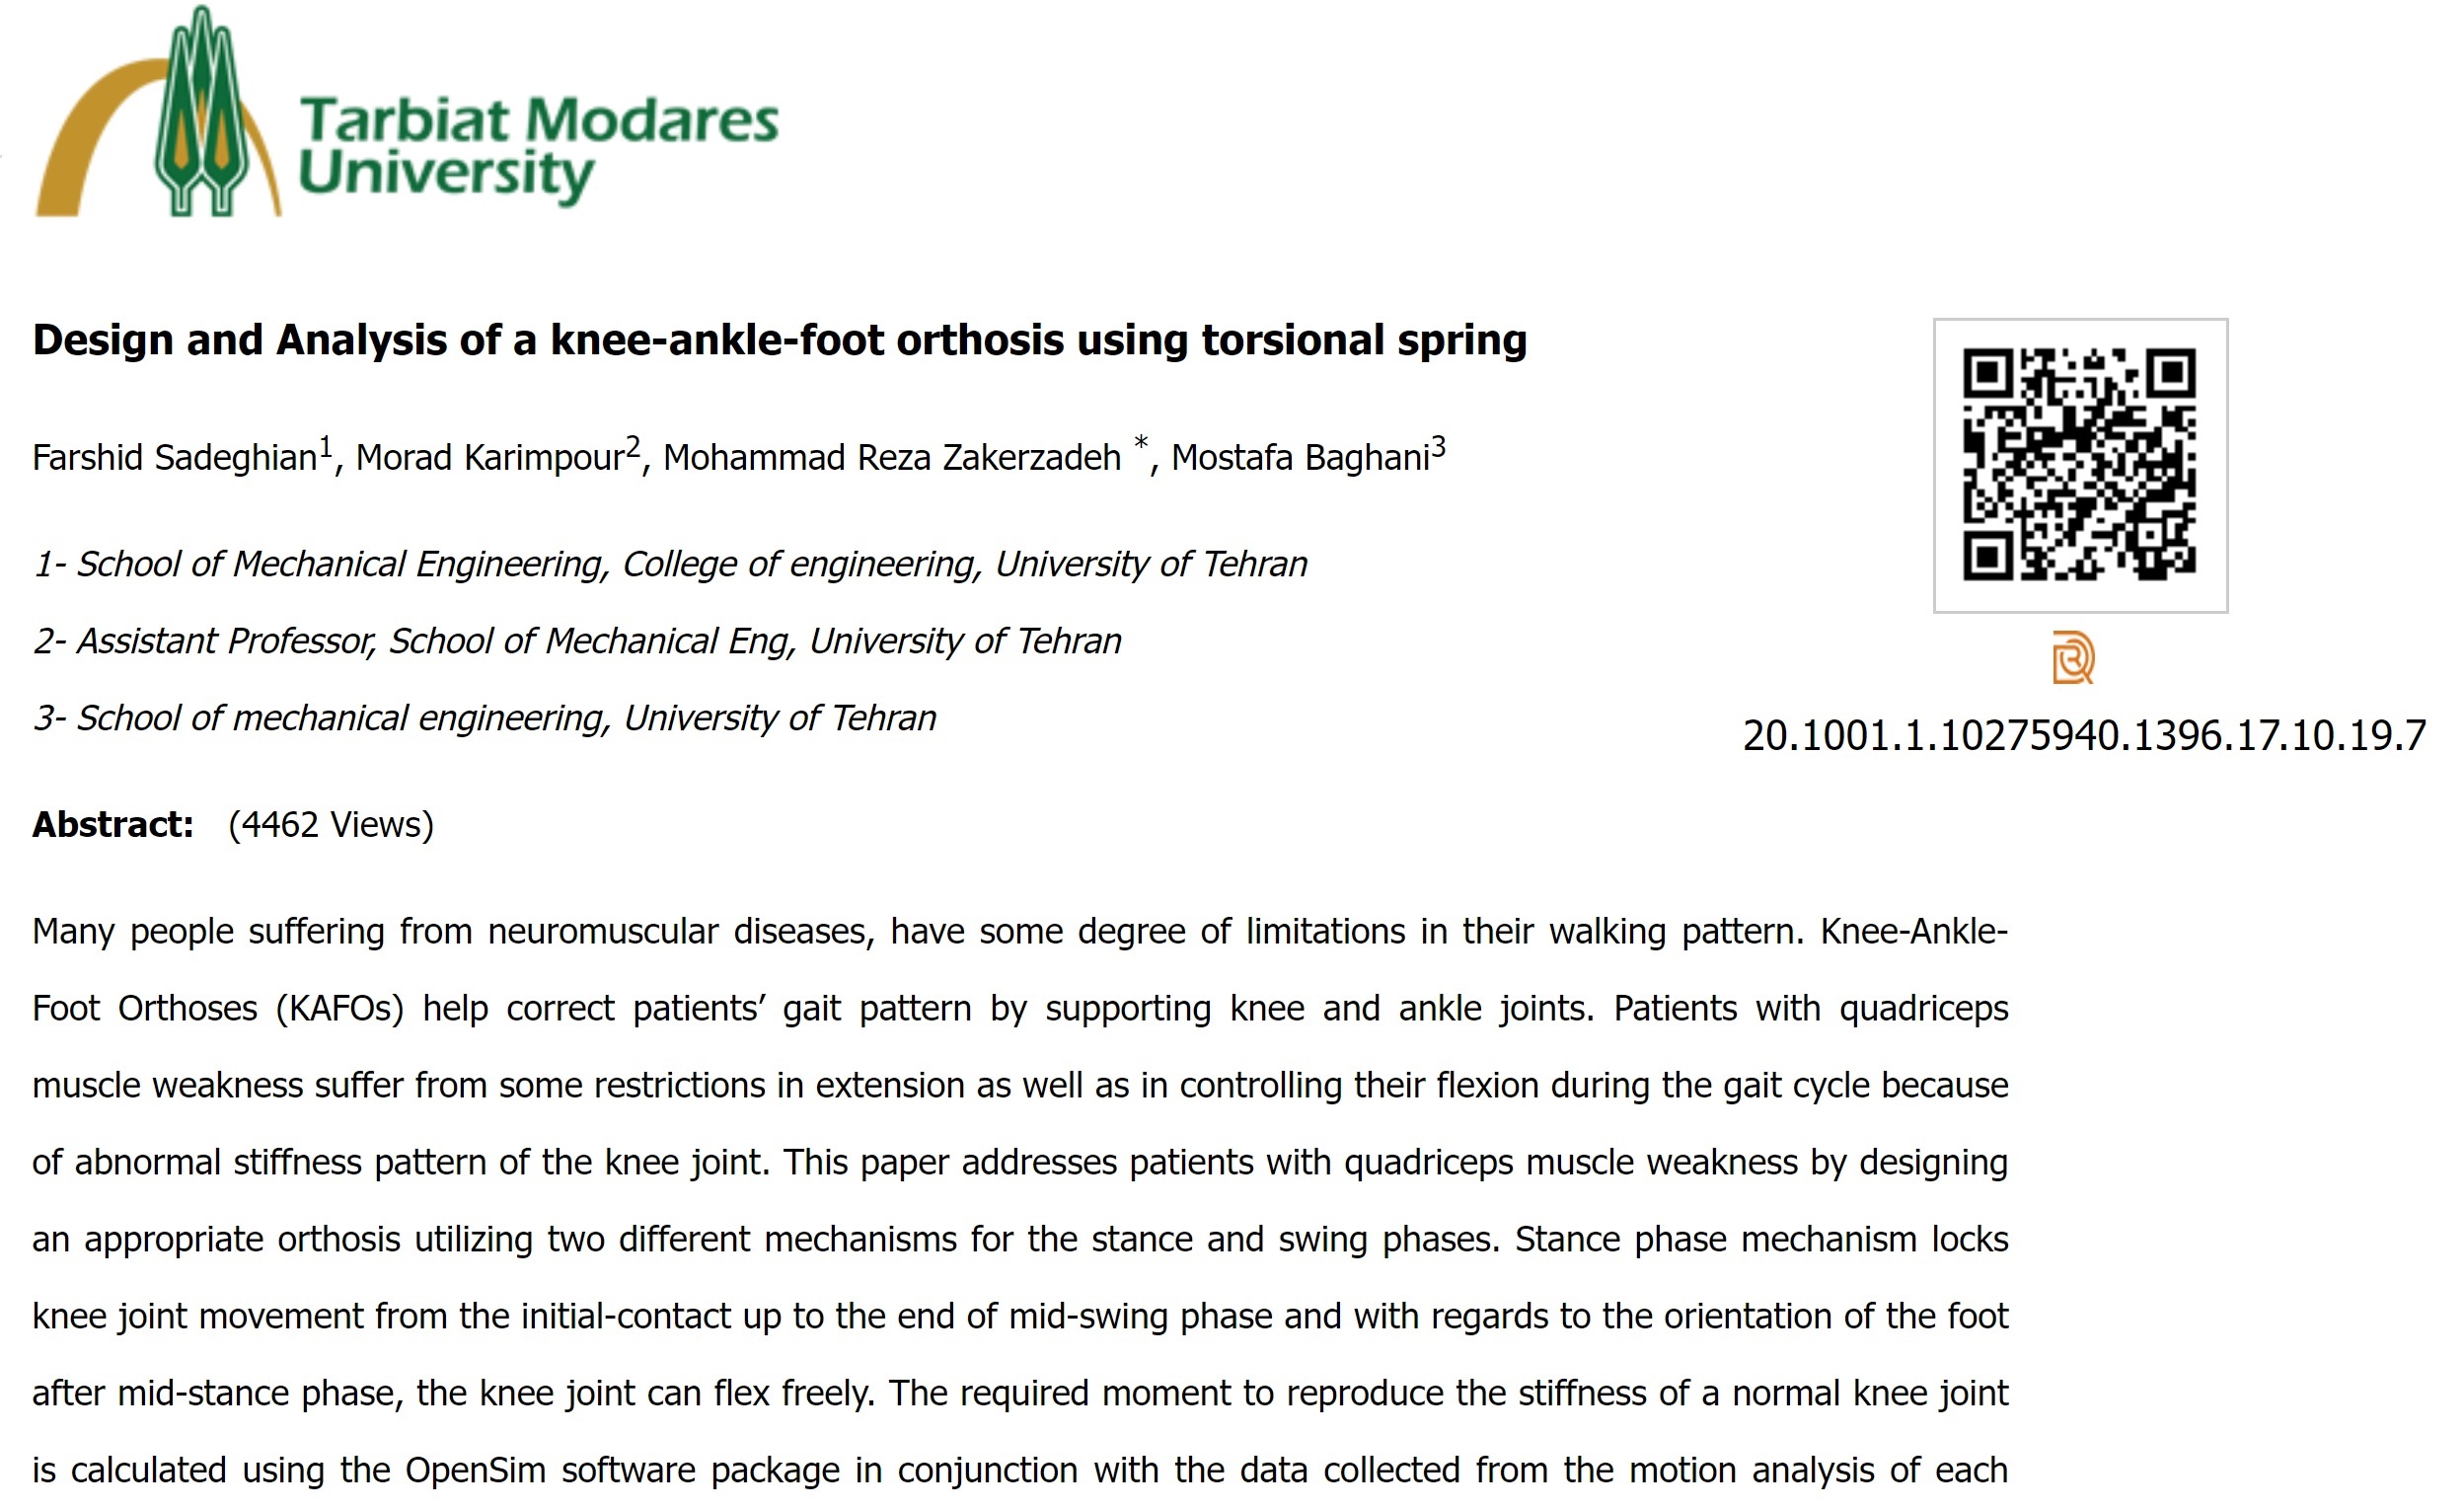 Tarbiat Modares
University
Design and Analysis of a knee-ankle-foot orthosis using torsional spring
Farshid Sadeghian1, Morad Karimpour2, Mohammad Reza Zakerzadeh *, Mostafa Baghani3
1- School of Mechanical Engineering, College of engineering, University of Tehran
2- Assistant Professor, School of Mechanical Eng, University of Tehran
3- School of mechanical engineering, University of Tehran
20.1001.1.10275940.1396.17.10.19.7
Abstract: (4462 Views)
Many people suffering from neuromuscular diseases, have some degree of limitations in their walking pattern. Knee-Ankle-
Foot Orthoses (KAFOs) help correct patients’ gait pattern by supporting knee and ankle joints. Patients with quadriceps
muscle weakness suffer from some restrictions in extension as well as in controlling their flexion during the gait cycle because
of abnormal stiffness pattern of the knee joint. This paper addresses patients with quadriceps muscle weakness by designing
an appropriate orthosis utilizing two different mechanisms for the stance and swing phases. Stance phase mechanism locks
knee joint movement from the initial-contact up to the end of mid-swing phase and with regards to the orientation of the foot
after mid-stance phase, the knee joint can flex freely. The required moment to reproduce the stiffness of a normal knee joint
is calculated using the OpenSim software package in conjunction with the data collected from the motion analysis of each